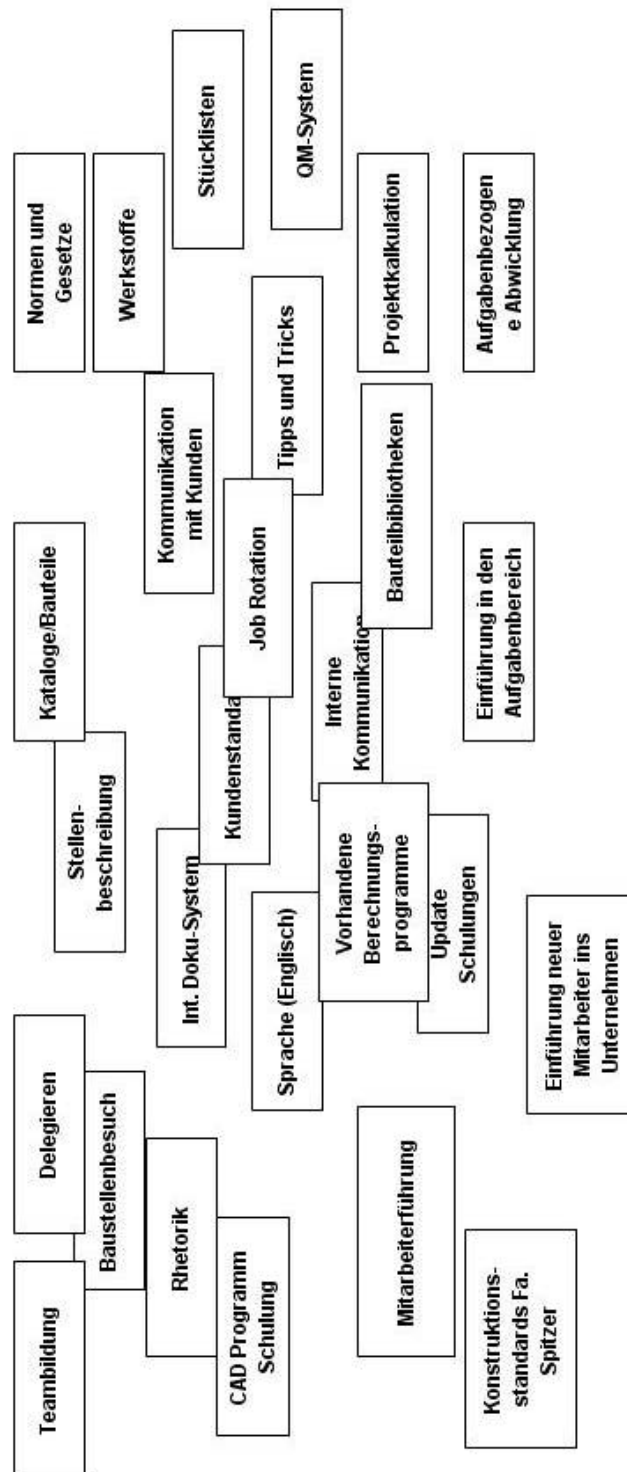 Teambildung
Delegieren
Baustellenbesuch
Rhetorik
CAD Programm
Schulung
Mitarbeiterführung
Konstruktions-
standards Fa.
Spitzer
Kataloge/Bauteile
Stellen-
beschreibung
Int. Doku-System
Kundenstanda
Job Rotation
Sprache (Englisch)
Vorhandene
Berechnungs-
programme
Interne
Kommunikation
Update
Schulungen
Einführung neuer
Mitarbeiter ins
Unternehmen
Einführung in den
Aufgabenbereich
Normen und
Gesetze
Werkstoffe
Kommunikation
mit Kunden
Stücklisten
Tipps und Tricks
QM-System
Bauteilbibliotheken
Projektkalkulation
Aufgabenbezogen
e Abwicklung